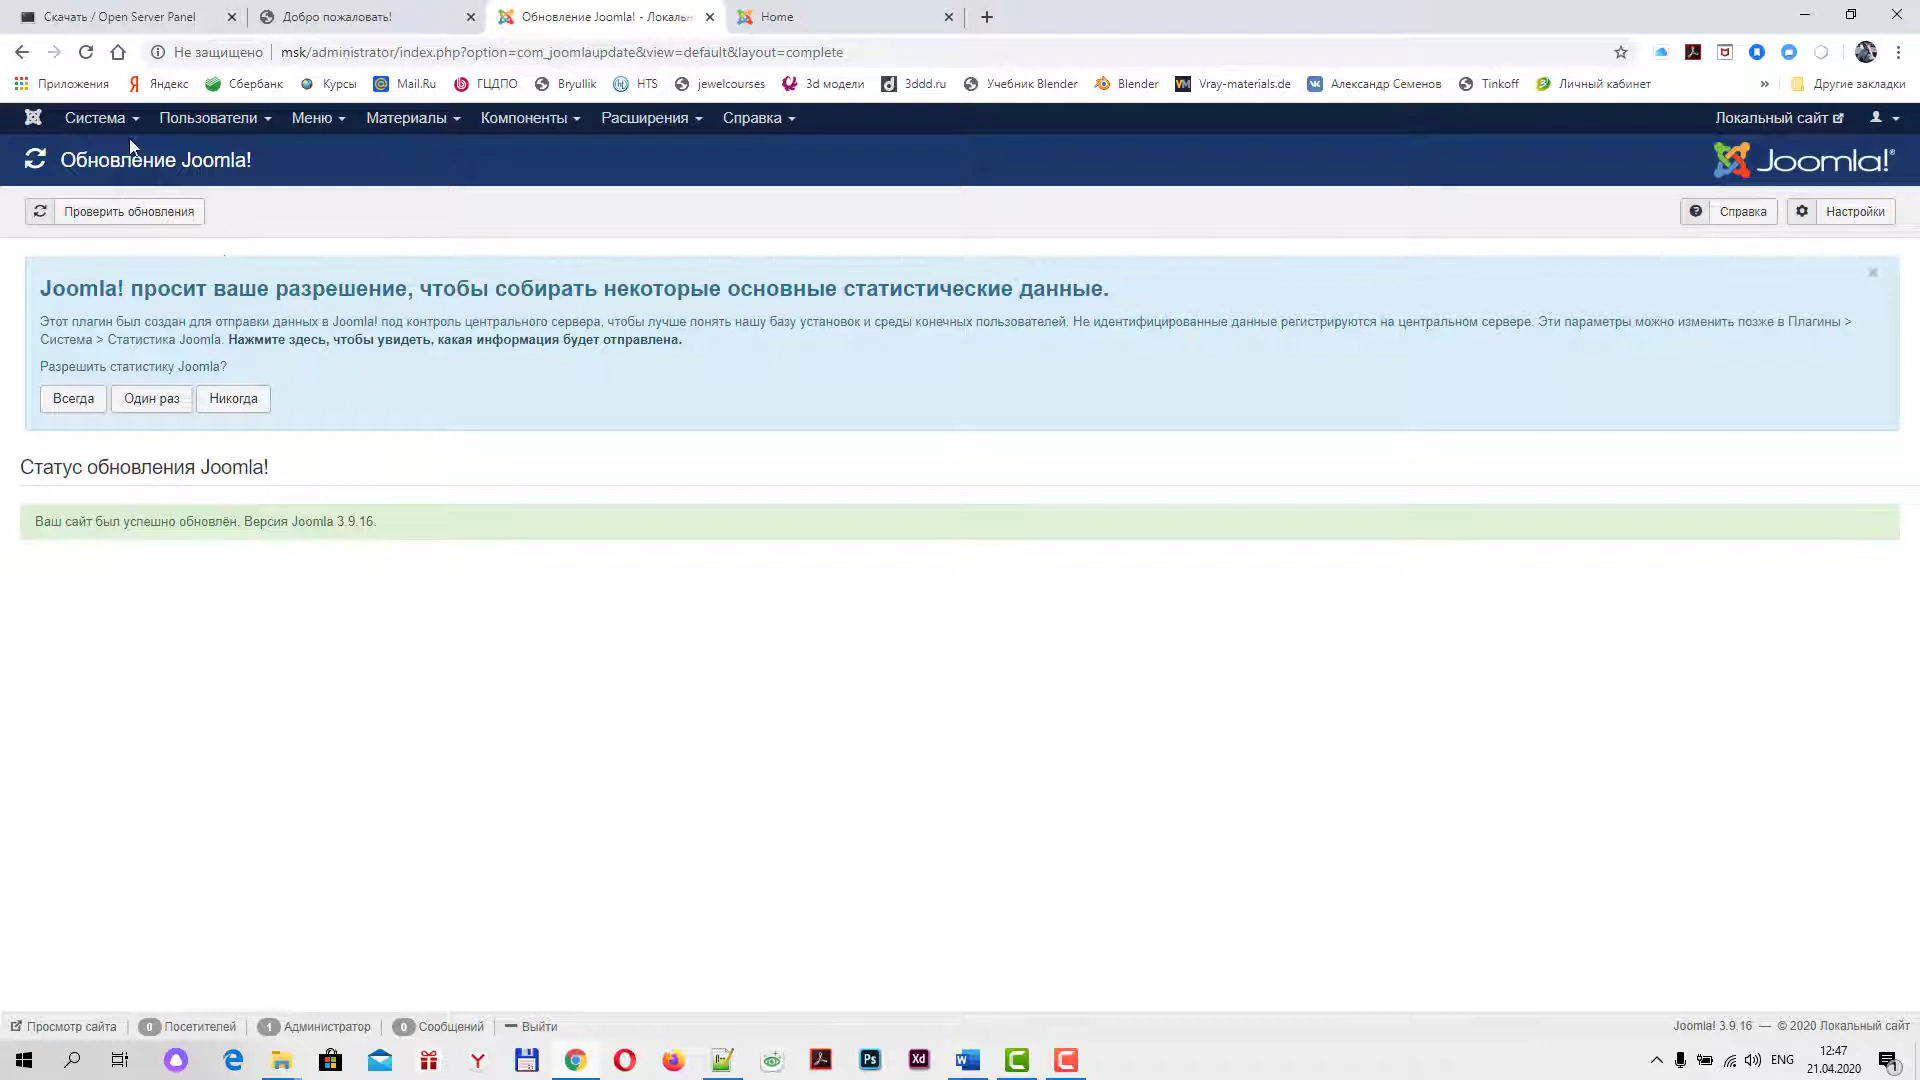 Скачать / Open Server Panel
Добро пожаловать!
Обновление Joomla! - Локальн
Home
Не защищено
msk/administrator/index.php?option=com_joomlaupdate&view=default&layout=complete
Приложения
Яндекс
Сбербанк
Курсы
Mail.Ru
ГЦДПО
Bryullik
HTS
jewelcourses
3d модели
3ddd.ru
Учебник Blender
Blender
Vray-materials.de
Александр Семенов
Tinkoff
Личный кабинет
»
Другие закладки
Система
Пользователи
Меню
Материалы
Компоненты
Расширения
Справка
Локальный сайт
Обновление Joomla!
Joomla!®
Проверить обновления
Справка
Настройки
Joomla! просит ваше разрешение, чтобы собирать некоторые основные статистические данные.
Этот плагин был создан для отправки данных в Joomla! под контроль центрального сервера, чтобы лучше понять нашу базу установок и среды конечных пользователей. Не идентифицированные данные регистрируются на центральном сервере. Эти параметры можно изменить позже в Плагины >
Система > Статистика Joomla. Нажмите здесь, чтобы увидеть, какая информация будет отправлена.
Разрешить статистику Joomla?
Всегда
Один раз
Никогда
Статус обновления Joomla!
Ваш сайт был успешно обновлён. Версия Joomla 3.9.16.
Просмотр сайта
0 Посетителей
1 Администратор
0 Сообщений
Выйти
Joomla! 3.9.16 — © 2020 Локальный сайт
ENG
12:47
21.04.2020